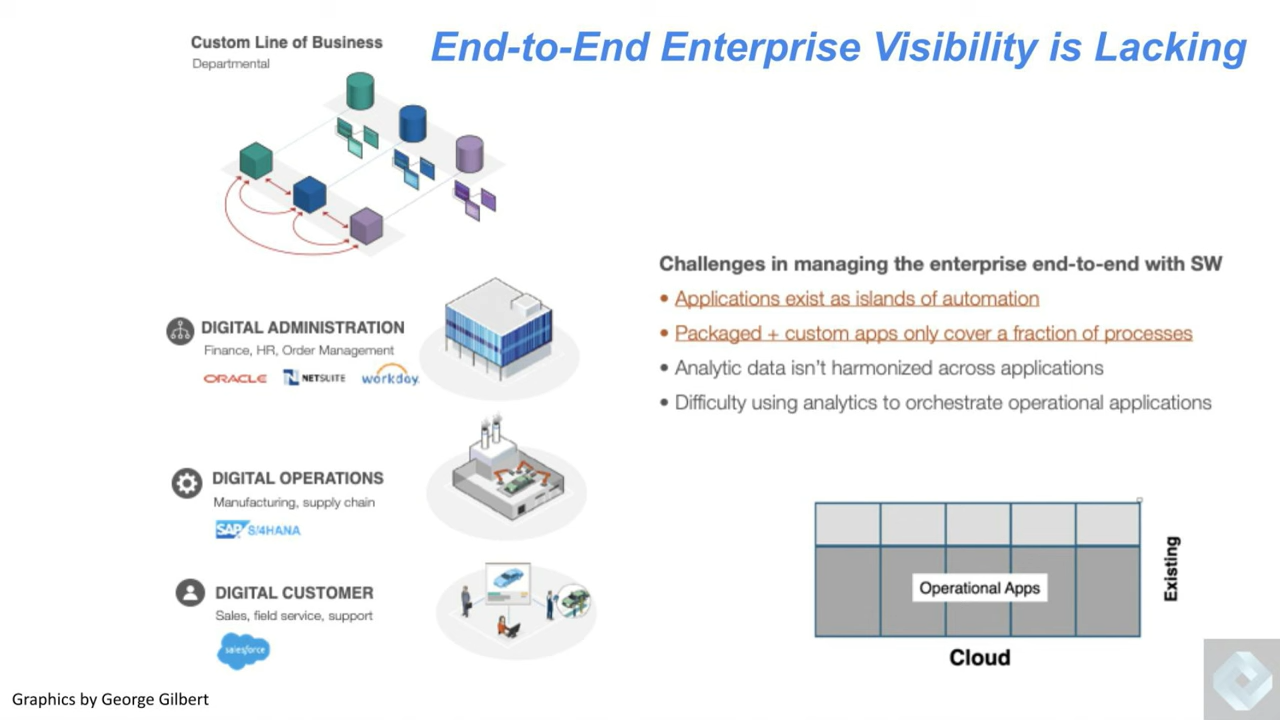 End-to-End Enterprise Visibility is Lacking
Custom Line of Business
Departmental
DIGITAL ADMINISTRATION
Finance, HR, Order Management
ORACLE NETSUITE workday.
DIGITAL OPERATIONS
Manufacturing, supply chain
SAP S/4HANA
DIGITAL CUSTOMER
Sales, field service, support
salesforce
Challenges in managing the enterprise end-to-end with SW
• Applications exist as islands of automation
• Packaged + custom apps only cover a fraction of processes
• Analytic data isn't harmonized across applications
• Difficulty using analytics to orchestrate operational applications
Operational Apps
Existing
Cloud
Graphics by George Gilbert